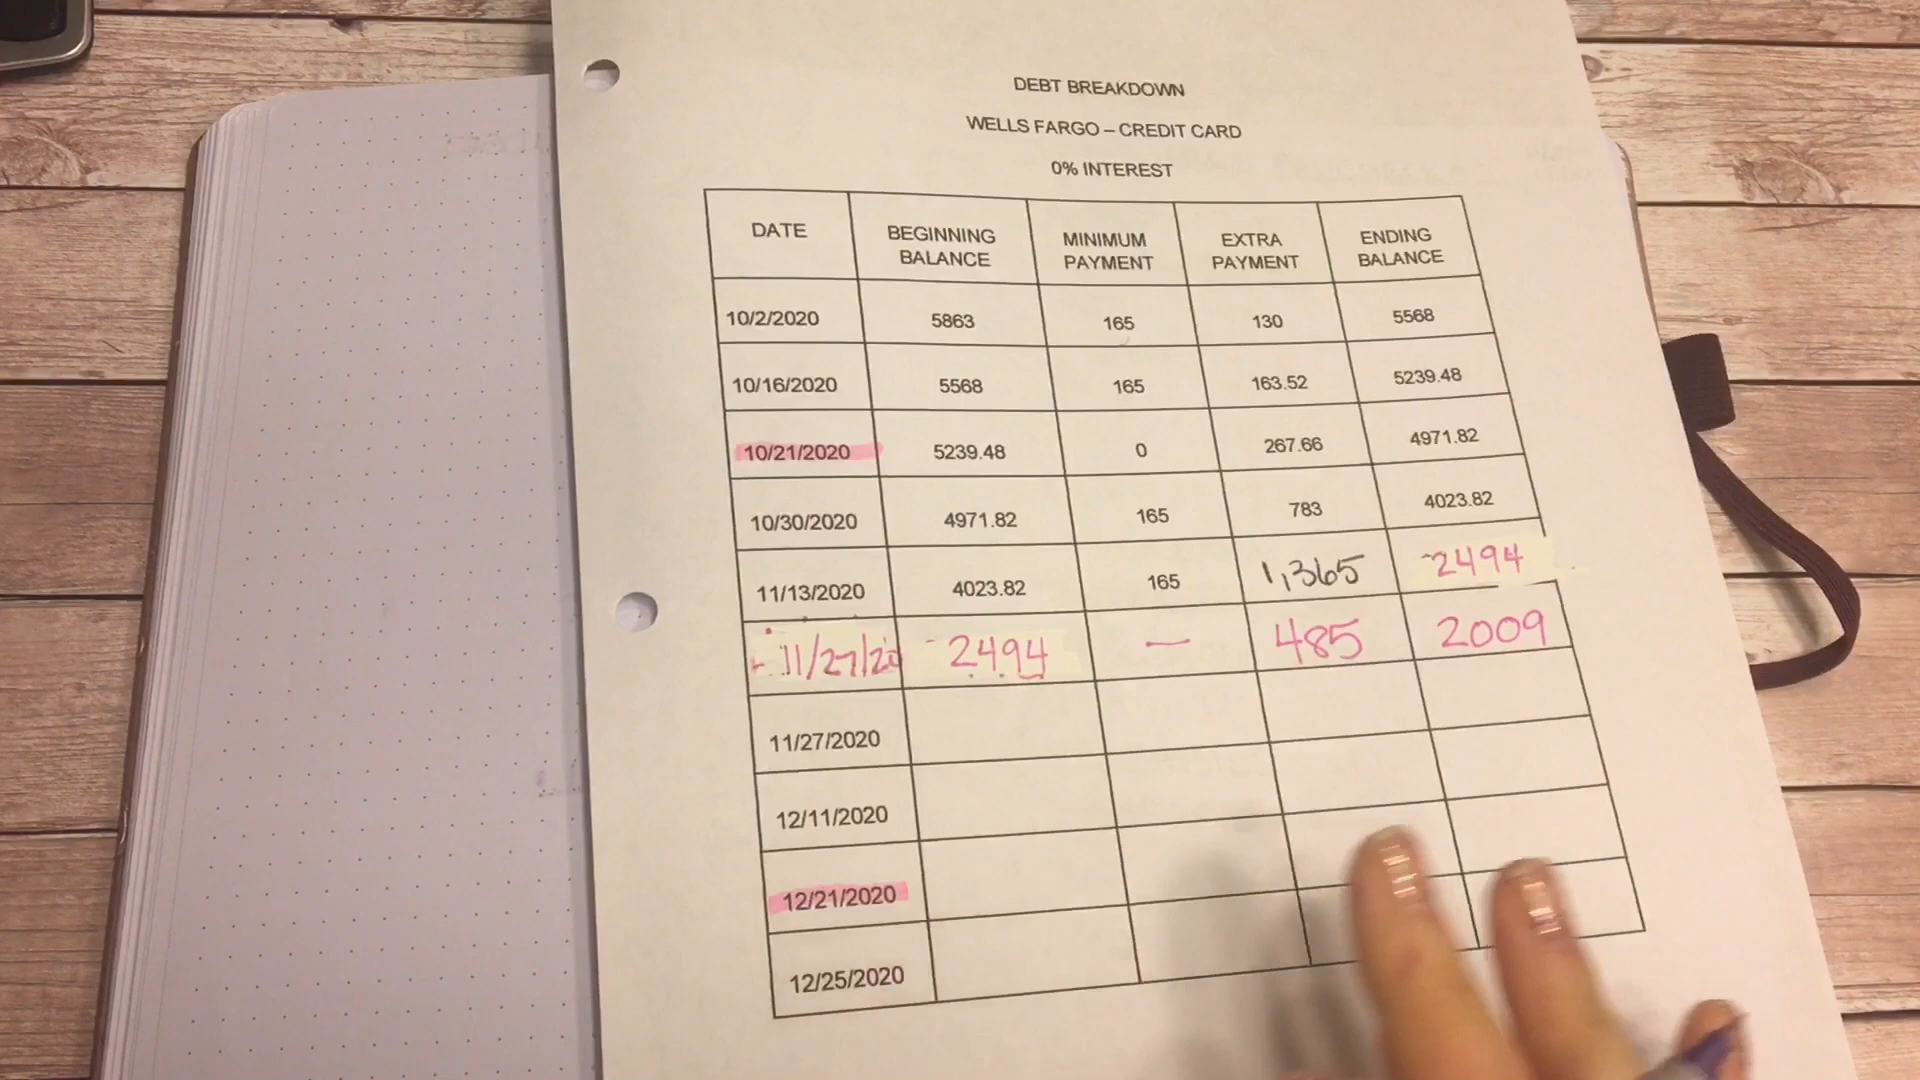 DEBT BREAKDOWN
WELLS FARGO – CREDIT CARD
0% INTEREST
DATE BEGINNING BALANCE MINIMUM PAYMENT EXTRA PAYMENT ENDING BALANCE
10/2/2020 5863 165 130 5568
10/16/2020 5568 165 163.52 5239.48
10/21/2020 5239.48 0 267.66 4971.82
10/30/2020 4971.82 165 783 4023.82
11/13/2020 4023.82 165 1,365 2494
11/27/20 2494 — 485 2009
11/27/2020
12/11/2020
12/21/2020
12/25/2020